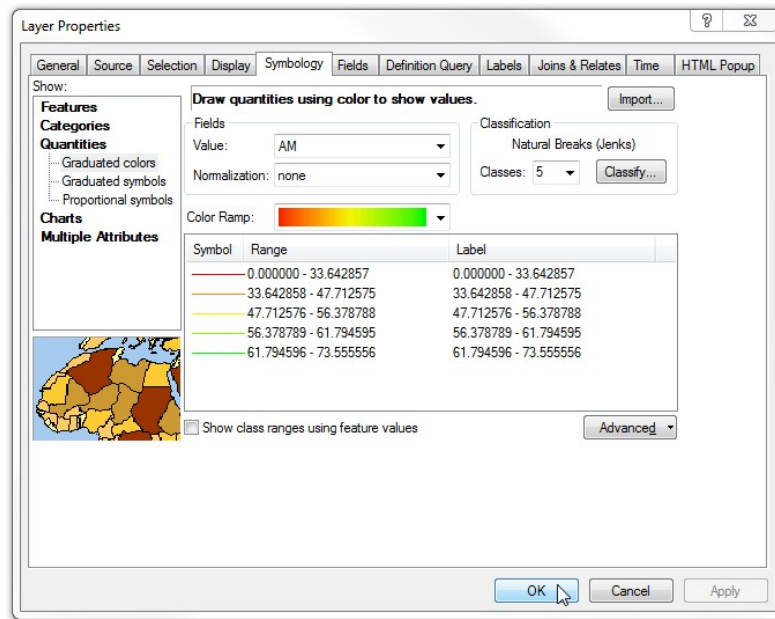 Layer Properties
General Source Selection Display Symbology Fields Definition Query Labels Joins & Relates Time HTML Popup
Show:
Features
Categories
Quantities
Graduated colors
Graduated symbols
Proportional symbols
Charts
Multiple Attributes
Draw quantities using color to show values.
Import...
Fields
Value: AM
Normalization: none
Classification
Natural Breaks (Jenks)
Classes: 5 Classify...
Color Ramp:
Symbol Range Label
0.000000 - 33.642857 0.000000 - 33.642857
33.642858 - 47.712575 33.642858 - 47.712575
47.712576 - 56.378788 47.712576 - 56.378788
56.378789 - 61.794595 56.378789 - 61.794595
61.794596 - 73.555556 61.794596 - 73.555556
Show class ranges using feature values
Advanced
OK Cancel Apply